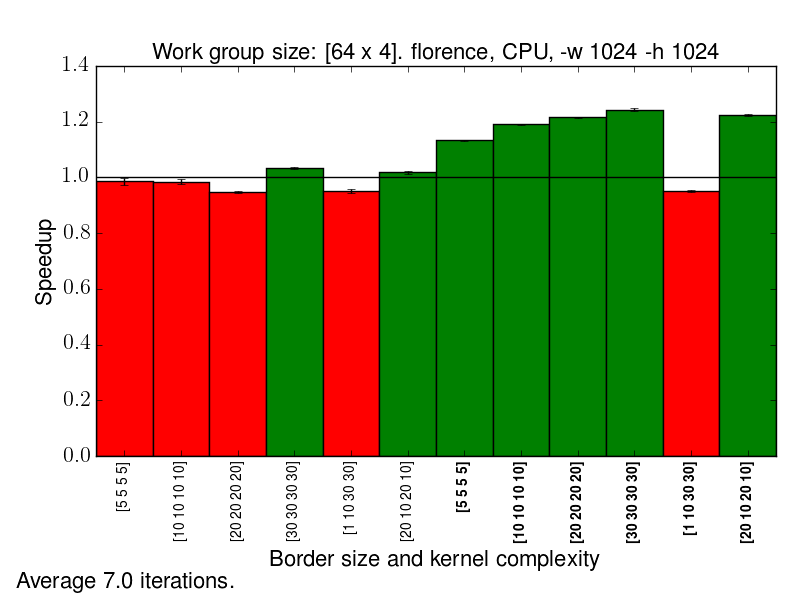 Work group size: [64 x 4]. florence, CPU, -w 1024 -h 1024
1.4
1.2
1.0
0.8
0.6
0.4
0.2
0.0
Speedup
[5 5 5 5]
[10 10 10 10]
[20 20 20 20]
[30 30 30 30]
[1 10 30 30]
[20 10 20 10]
[5 5 5 5]
[10 10 10 10]
[20 20 20 20]
[30 30 30 30]
[1 10 30 30]
[20 10 20 10]
Border size and kernel complexity
Average 7.0 iterations.